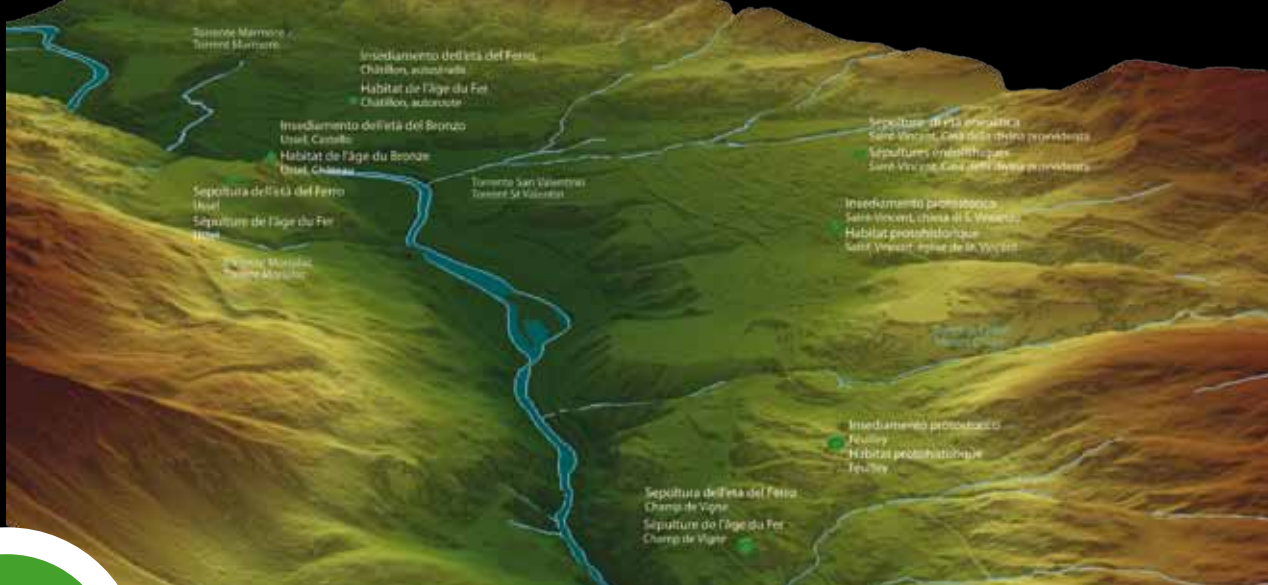 Torrente Marmore /
Torrent Marmore
Insediamento dell'età del Ferro,
Châtillon, autostrada
Habitat de l'âge du Fer
Châtillon, autoroute
Insediamento dell'età del Bronzo
Ussel, Castello
Habitat de l'âge du Bronze
Ussel, Château
Sepoltura dell'età del Ferro
Ussel
Sépulture de l'âge du Fer
Ussel
Torrente San Valentino
Torrent St Valentin
Sepolture di età eneolitica
Saint-Vincent, Casa della divina provvidenza
Sépultures énéolithiques
Saint-Vincent, Casa della divina provvidenza
Insediamento protostorico
Saint-Vincent, chiesa di S. Vincenzo
Habitat protohistorique
Saint-Vincent, église de St. Vincent
Insediamento protostorico
Feuilley
Habitat protohistorique
Feuilley
Sepoltura dell'età del Ferro
Champ de Vigne
Sépulture de l'âge du Fer
Champ de Vigne